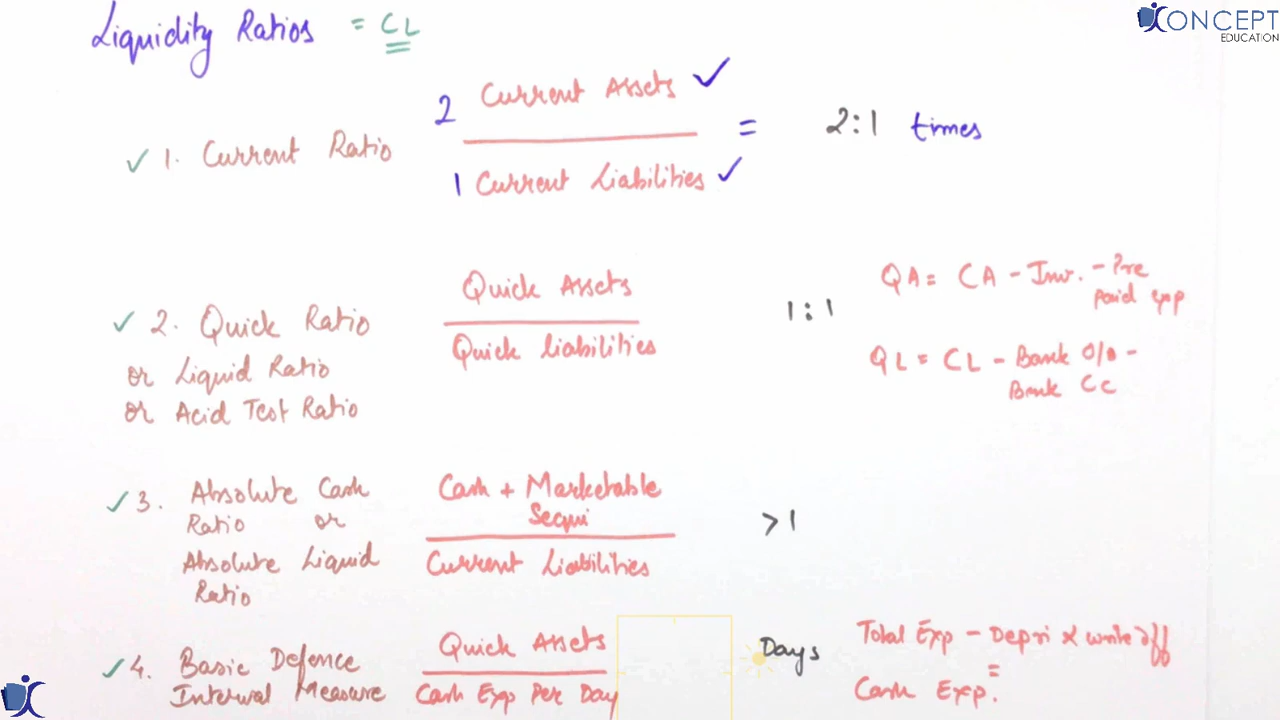 Liquidity Ratios = CL
CONCEPT
EDUCATION
✓ 1. Current Ratio
2 Current Assets ✓
1 Current Liabilities ✓
= 2:1 times
✓ 2. Quick Ratio
or Liquid Ratio
or Acid Test Ratio
Quick Assets
Quick liabilities
1:1
QA = CA - Inv. - Pre
paid exp
QL = CL - Bank O/D -
Bank Cc
✓ 3. Absolute Cash
Ratio or
Absolute Liquid
Ratio
Cash + Marketable
Sequi
Current Liabilities
>1
✓ 4. Basic Defence
Interval Measure
Quick Assets
Cash Exp Per Day
Days
Total Exp - Depri & write off
=
Cash Exp.